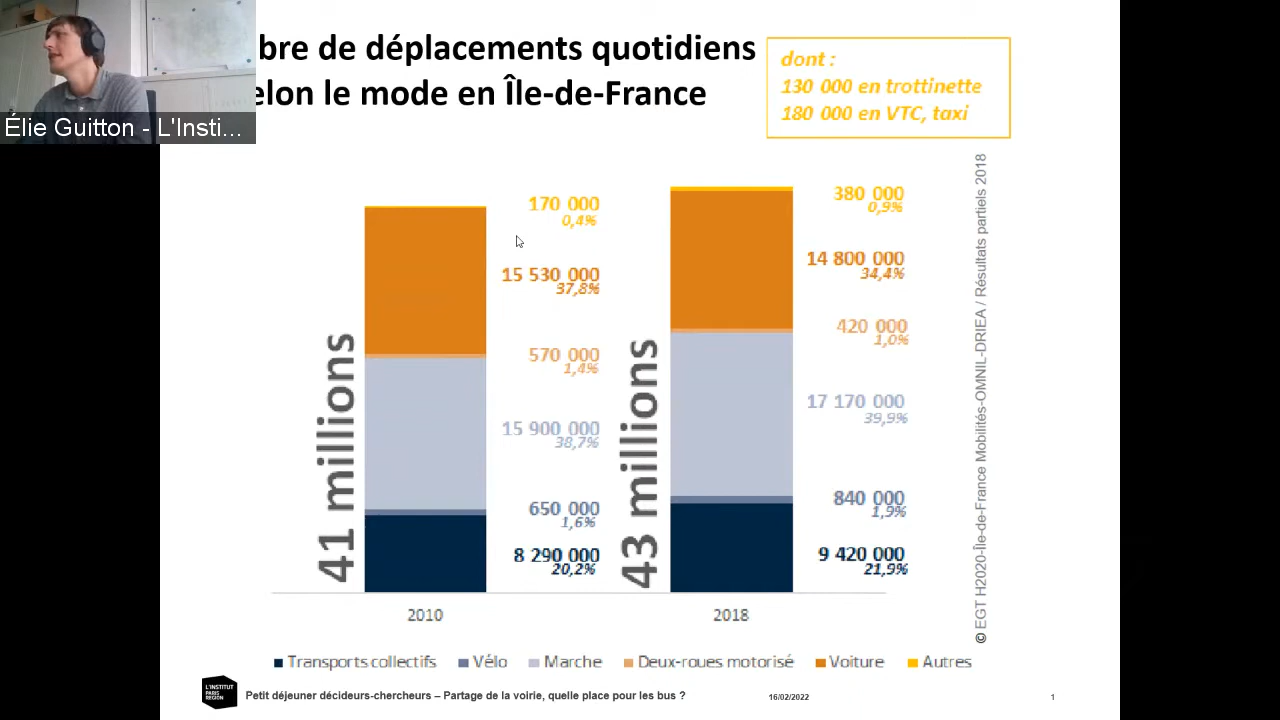 bre de déplacements quotidiens
elon le mode en Île-de-France
dont :
130 000 en trottinette
180 000 en VTC, taxi
Élie Guitton - L'Insti...
41 millions
170 000
0,4%
15 530 000
37,8%
570 000
1,4%
15 900 000
38,7%
650 000
1,6%
8 290 000
20,2%
2010
43 millions
380 000
0,9%
14 800 000
34,4%
420 000
1,0%
17 170 000
39,9%
840 000
1,9%
9 420 000
21,9%
2018
© EGT H2020-Île-de-France Mobilités-OMNIL-DRIEA / Résultats partiels 2018
Transports collectifs Vélo Marche Deux-roues motorisé Voiture Autres
L'INSTITUT
PARIS
REGION
Petit déjeuner décideurs-chercheurs – Partage de la voirie, quelle place pour les bus ? 16/02/2022 1